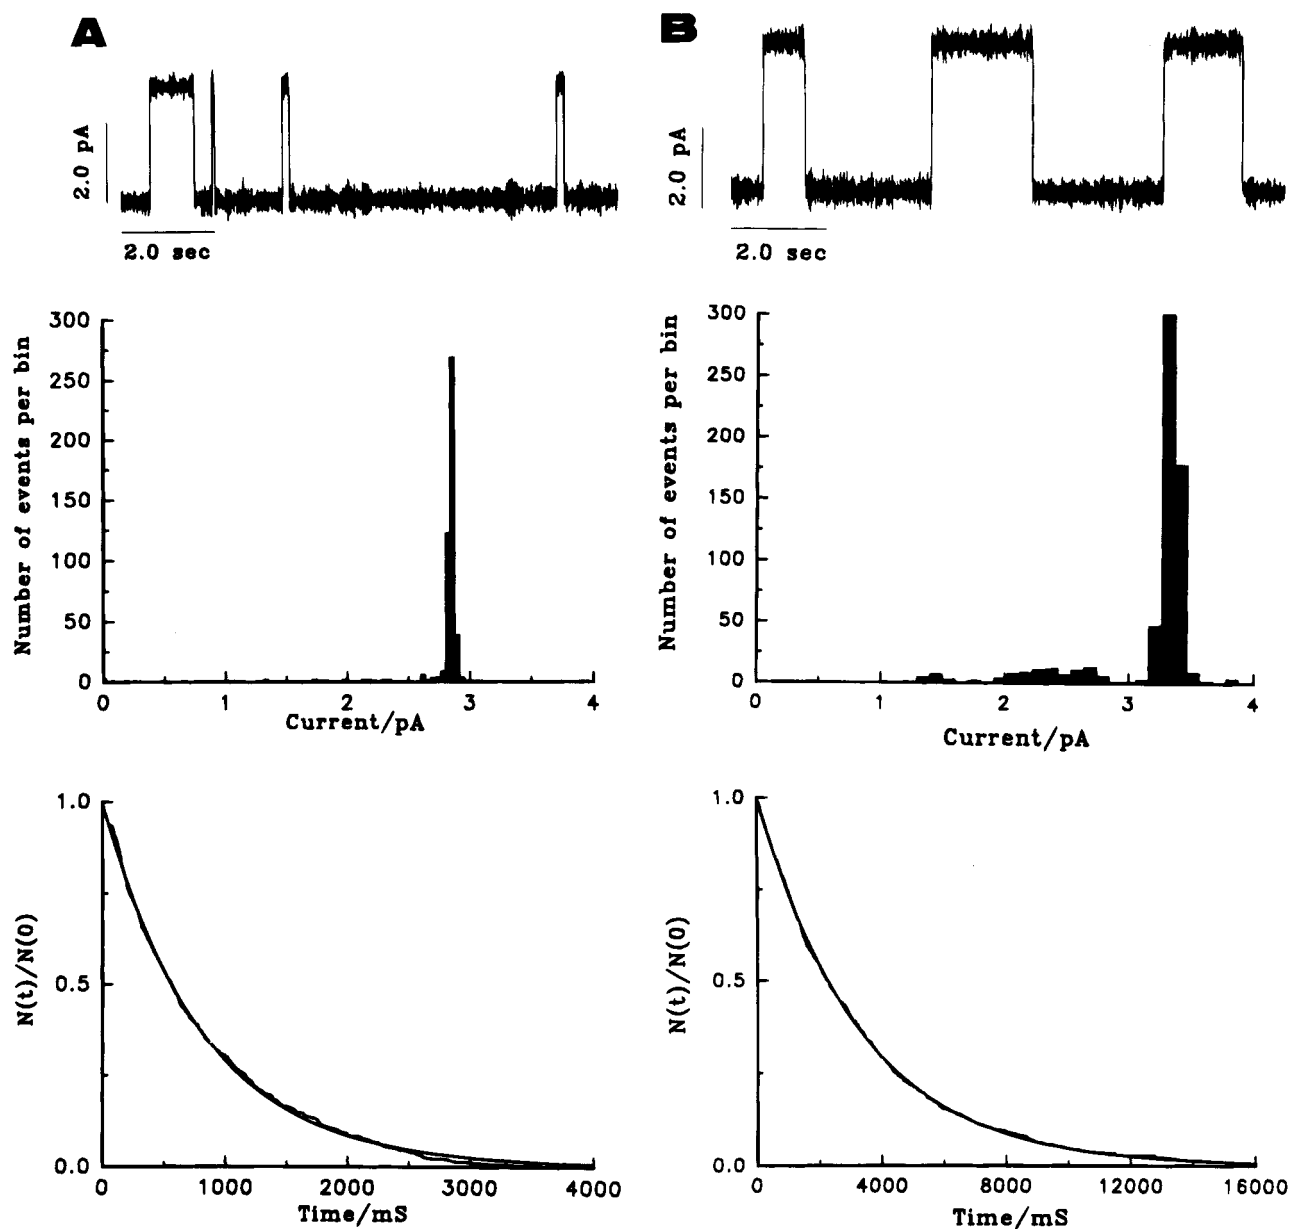 A
2.0 pA
2.0 sec
B
2.0 pA
2.0 sec
Number of events per bin
300
250
200
150
100
50
0
0 1 2 3 4
Current/pA
Number of events per bin
300
250
200
150
100
50
0
0 1 2 3 4
Current/pA
N(t)/N(0)
1.0
0.5
0.0
0 1000 2000 3000 4000
Time/mS
N(t)/N(0)
1.0
0.5
0.0
0 4000 8000 12000 16000
Time/mS